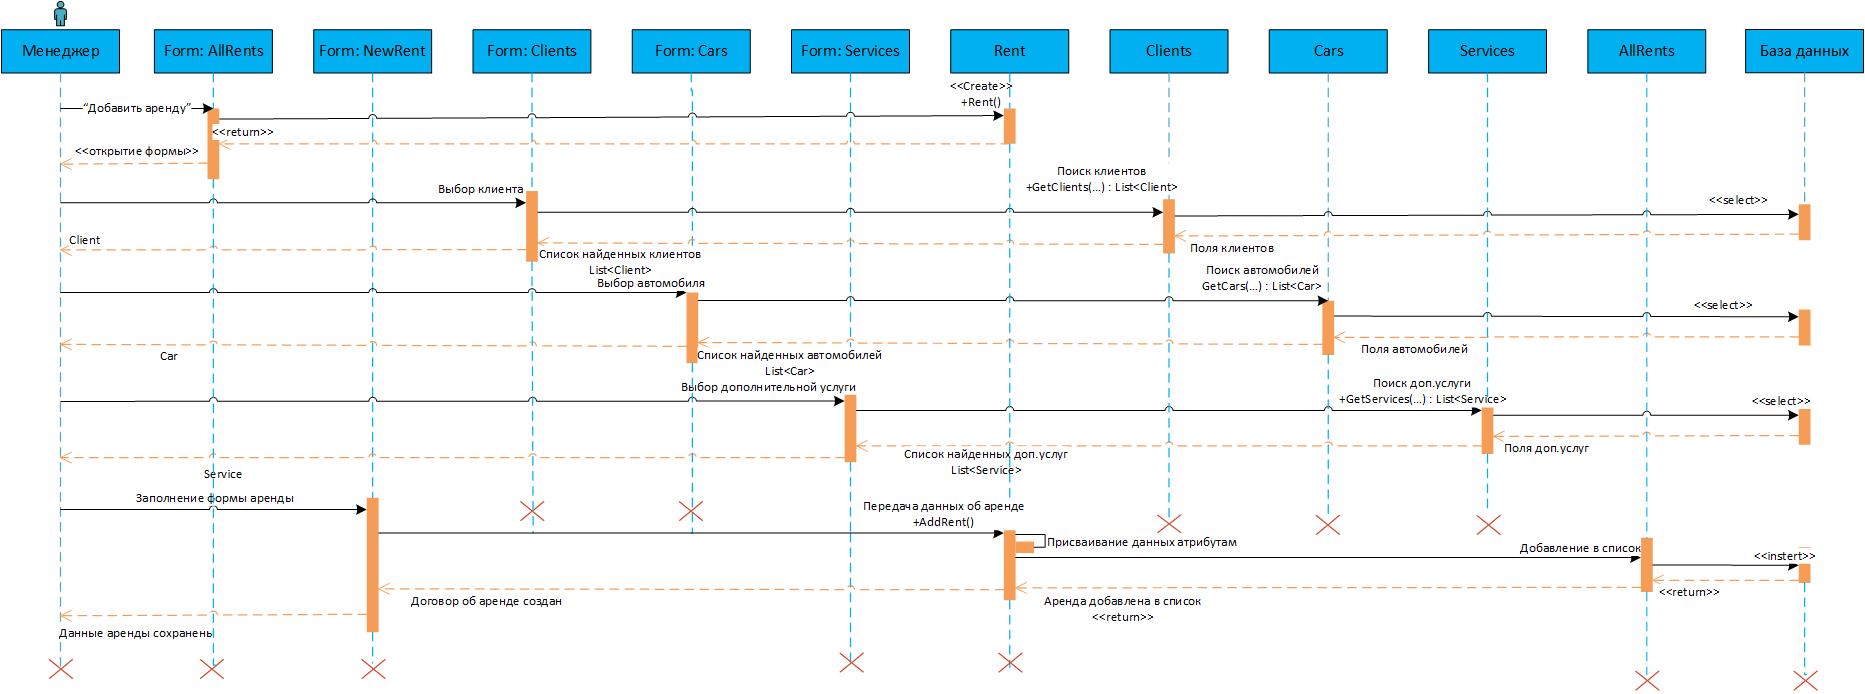 Менеджер
Form: AllRents
Form: NewRent
Form: Clients
Form: Cars
Form: Services
Rent
Clients
Cars
Services
AllRents
База данных
<<Create>>
+Rent()
“Добавить аренду”
<<return>>
<<открытие формы>>
Поиск клиентов
+GetClients(...) : List<Client>
Выбор клиента
<<select>>
Client
Поля клиентов
Список найденных клиентов
List<Client>
Выбор автомобиля
Поиск автомобилей
GetCars(...) : List<Car>
<<select>>
Car
Поля автомобилей
Список найденных автомобилей
List<Car>
Выбор дополнительной услуги
Поиск доп.услуги
+GetServices(...) : List<Service>
<<select>>
Поля доп.услуг
Список найденных доп.услуг
List<Service>
Service
Заполнение формы аренды
Передача данных об аренде
+AddRent()
Присваивание данных атрибутам
Добавление в список
<<instert>>
<<return>>
Договор об аренде создан
Аренда добавлена в список
<<return>>
Данные аренды сохранены